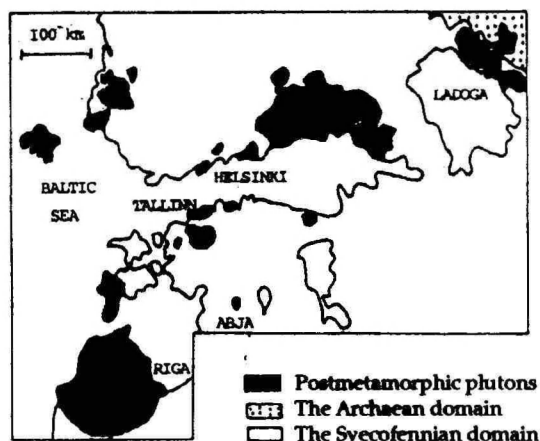 100 km
LADOGA
HELSINKI
BALTIC
SEA
TALLINN
ABJA
RIGA
Postmetamorphic plutons
The Archaean domain
The Svecofennian domain